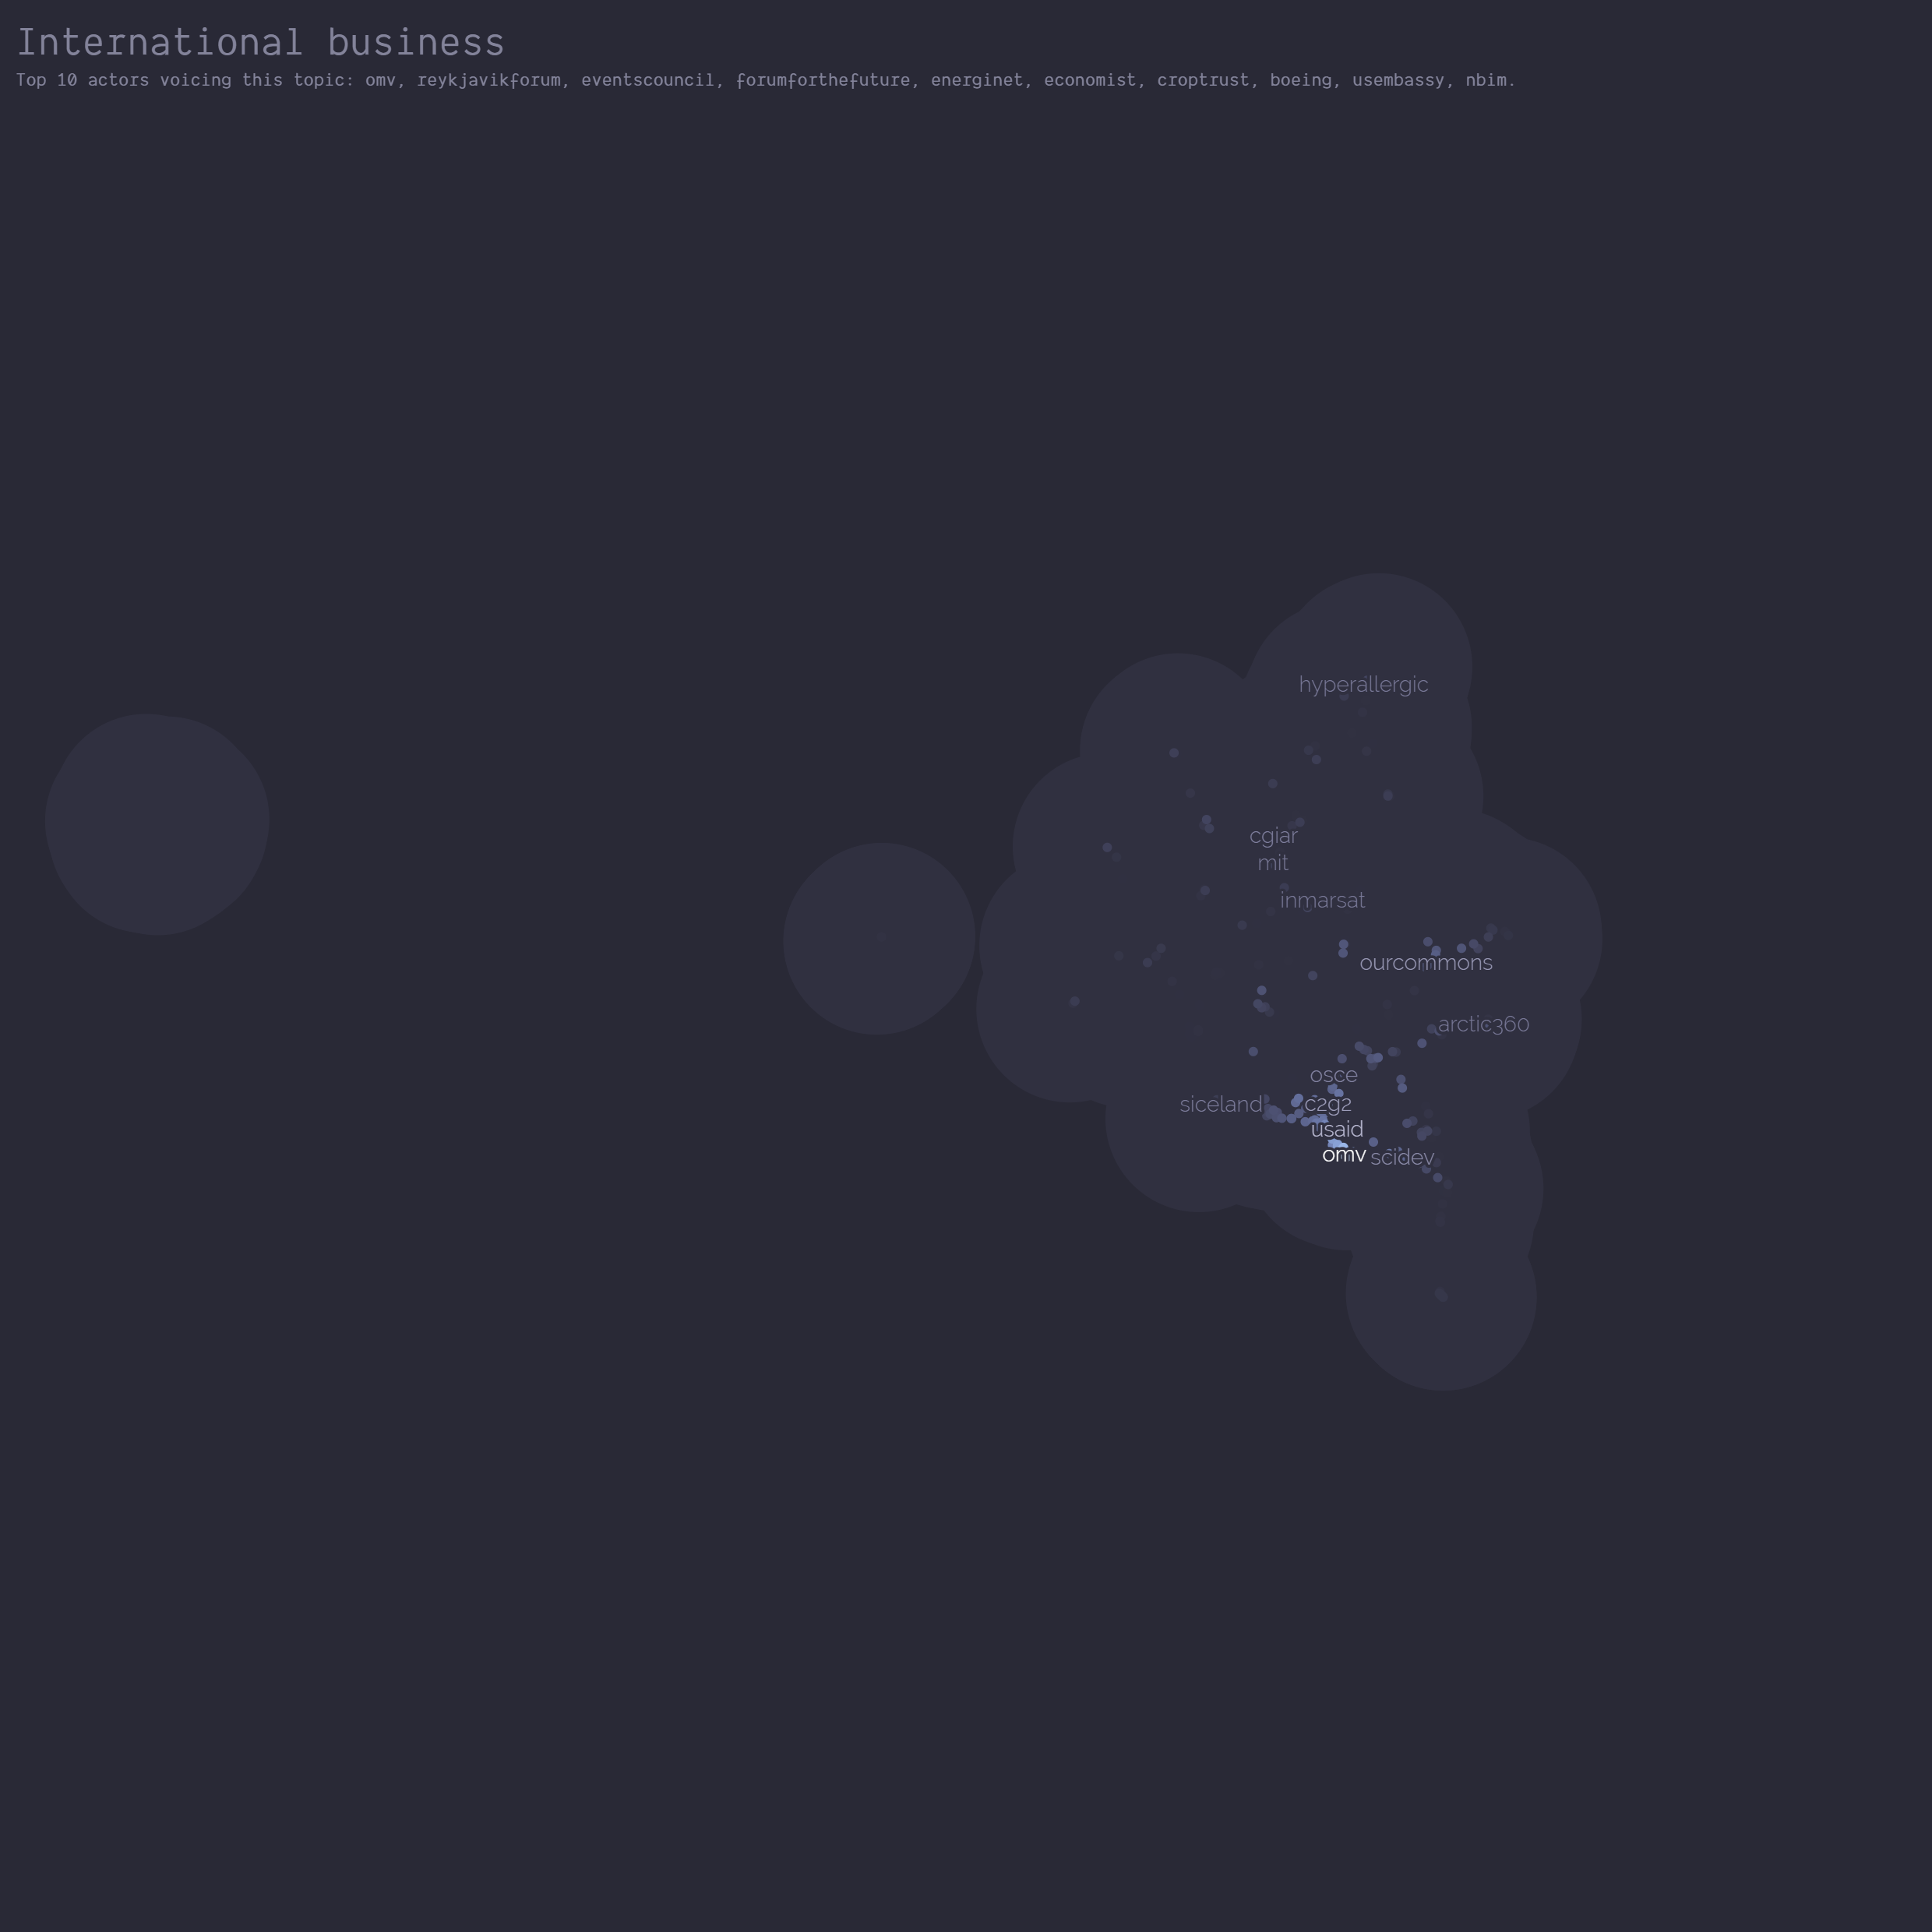 International business
Top 10 actors voicing this topic: omv, reykjavikforum, eventscouncil, forumforthefuture, energinet, economist, croptrust, boeing, usembassy, nbim.
hyperallergic
cgiar
mit
inmarsat
ourcommons
arctic360
osce
siceland
c2g2
usaid
omv
scidev